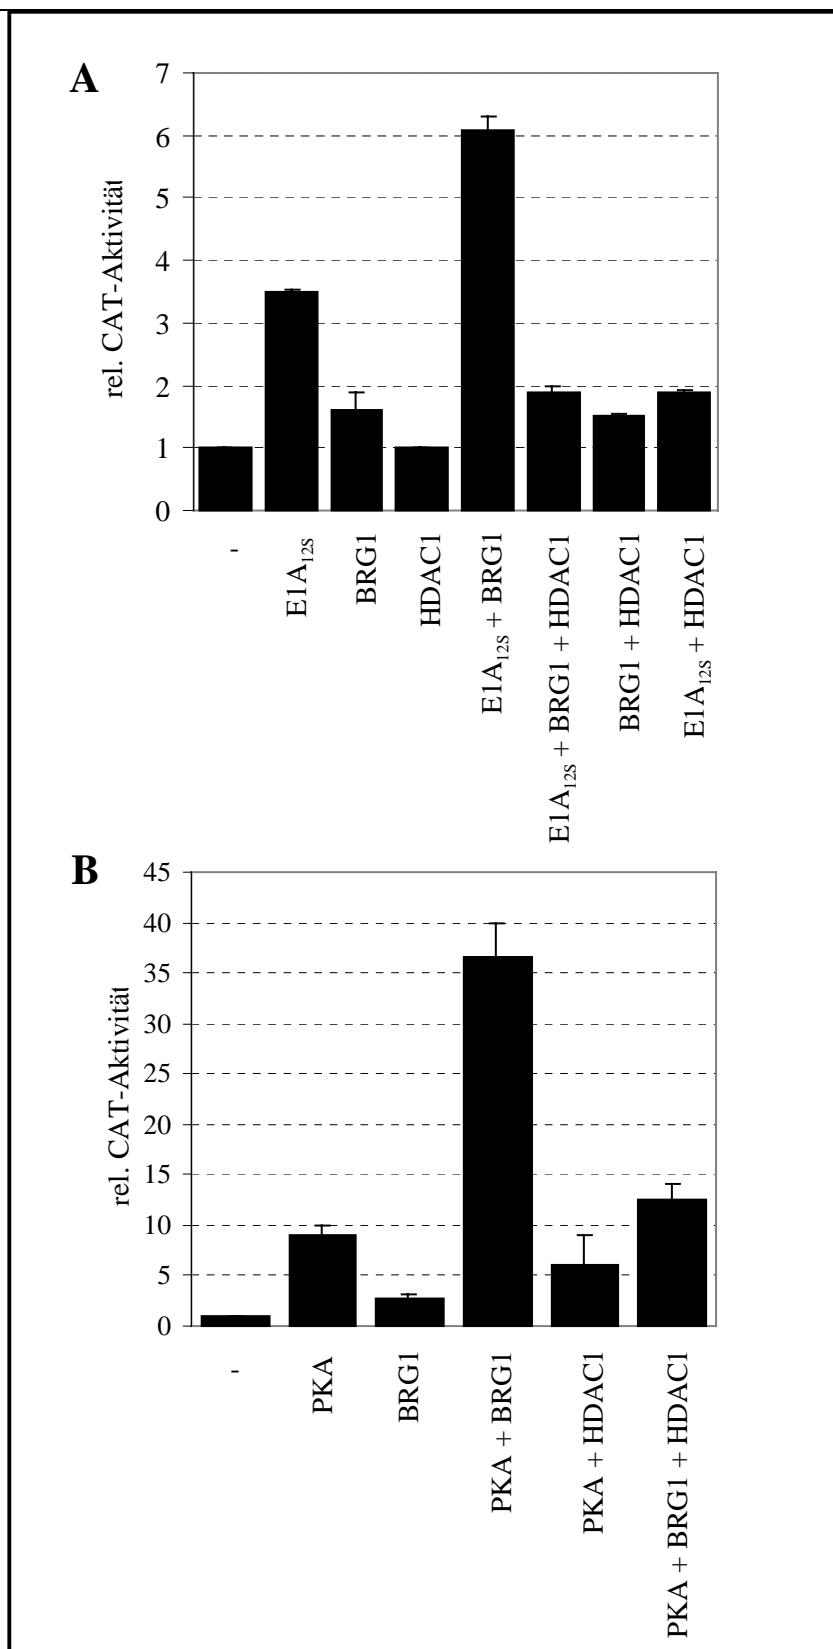 A
rel. CAT-Aktivität
7
6
5
4
3
2
1
0
-
E1A12S
BRG1
HDAC1
E1A12S + BRG1
E1A12S + BRG1 + HDAC1
BRG1 + HDAC1
E1A12S + HDAC1
B
rel. CAT-Aktivität
45
40
35
30
25
20
15
10
5
0
-
PKA
BRG1
PKA + BRG1
PKA + HDAC1
PKA + BRG1 + HDAC1